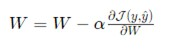 W = W − α ∂𝒥(y,ŷ)/∂W